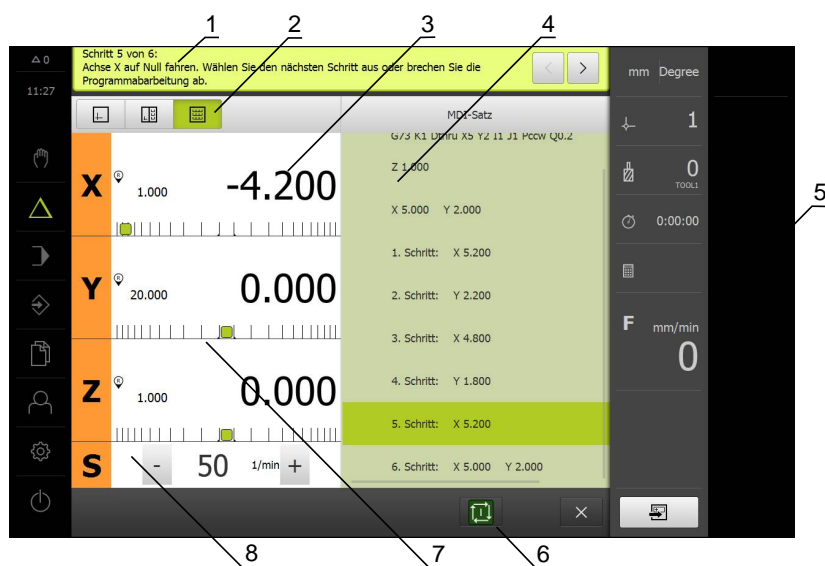 1
2
3
4
5
6
7
8
0
11:27
Schritt 5 von 6:
Achse X auf Null fahren. Wählen Sie den nächsten Schritt aus oder brechen Sie die
Programmabarbeitung ab.
MDI-Satz
X
R
1.000
-4.200
Y
R
20.000
0.000
Z
R
1.000
0.000
S
-
50
1/min
+
G73 K1 Dthru X5 Y2 I1 J1 Pccw Q0.2
Z 1.000
X 5.000 Y 2.000
1. Schritt: X 5.200
2. Schritt: Y 2.200
3. Schritt: X 4.800
4. Schritt: Y 1.800
5. Schritt: X 5.200
6. Schritt: X 5.000 Y 2.000
mm Degree
1
0
TOOL1
0:00:00
F mm/min
0